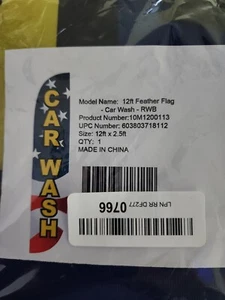 Model Name: 12ft Feather Flag
- Car Wash - RWB
Product Number:10M1200113
UPC Number: 603803718112
Size: 12ft x 2.5ft
QTY: 1
MADE IN CHINA
CAR WASH
LPN RR DF277
0766